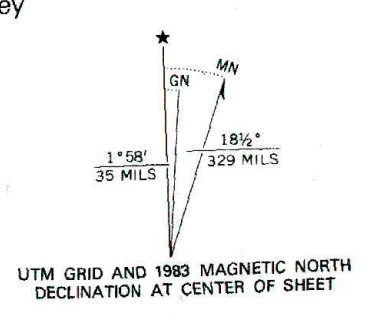 ey
★
MN
GN
1°58'
35 MILS
18½°
329 MILS
UTM GRID AND 1983 MAGNETIC NORTH
DECLINATION AT CENTER OF SHEET